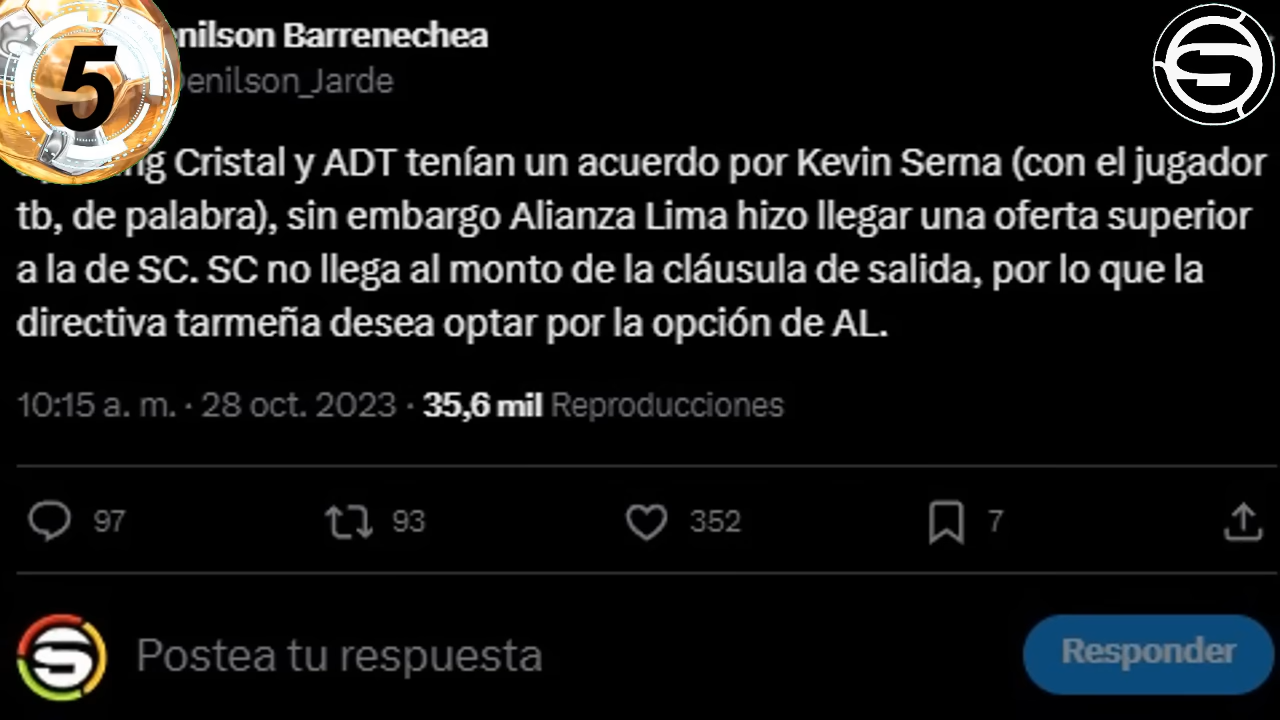 5
nilson Barrenechea
enilson_Jarde
ng Cristal y ADT tenían un acuerdo por Kevin Serna (con el jugador
tb, de palabra), sin embargo Alianza Lima hizo llegar una oferta superior
a la de SC. SC no llega al monto de la cláusula de salida, por lo que la
directiva tarmeña desea optar por la opción de AL.
10:15 a. m. · 28 oct. 2023 · 35,6 mil Reproducciones
97 93 352 7
Postea tu respuesta
Responder